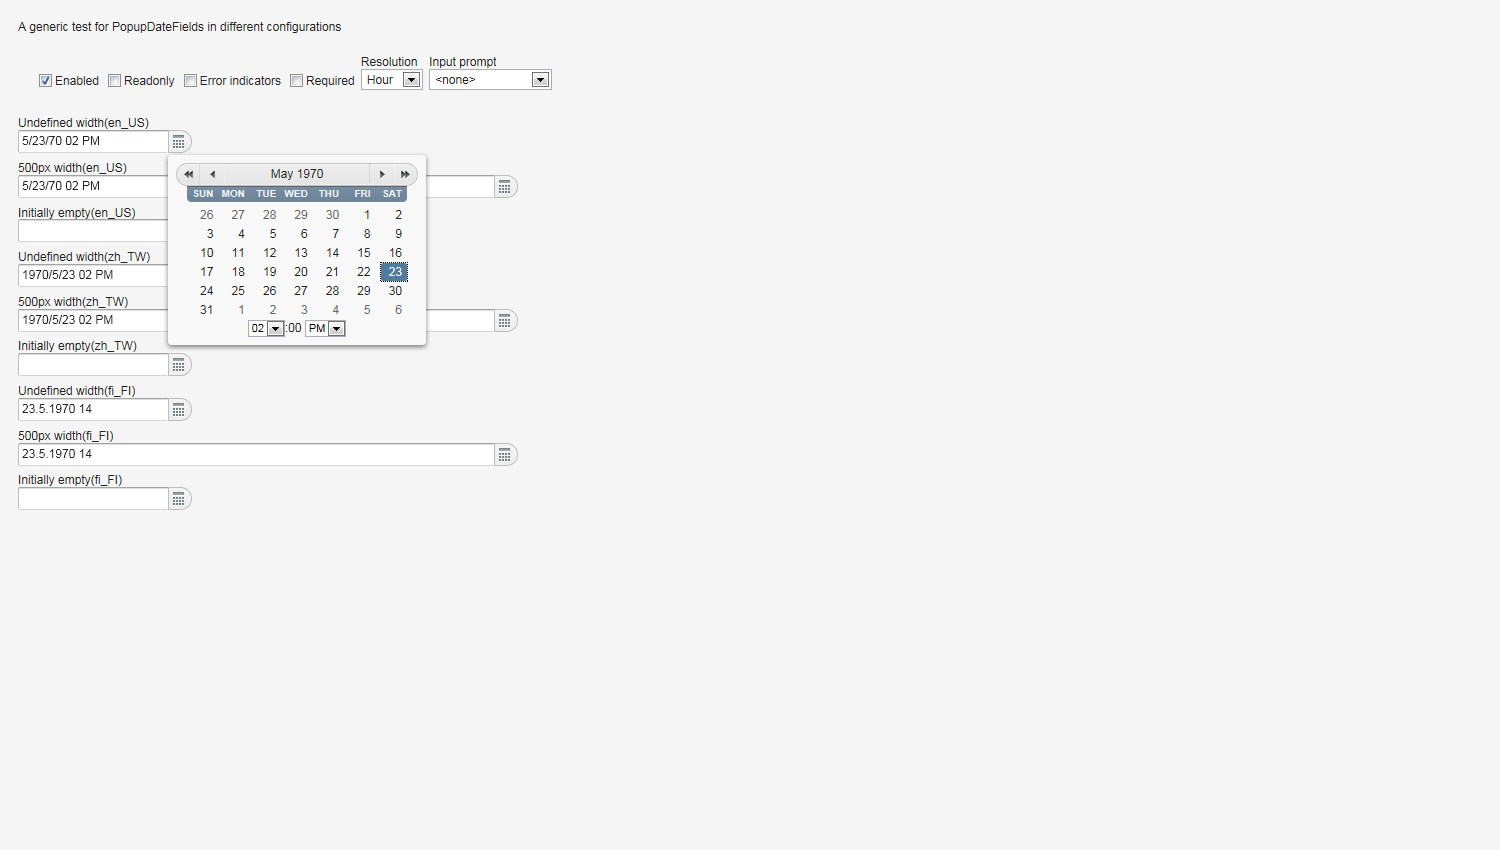 A generic test for PopupDateFields in different configurations
Resolution Input prompt
Enabled Readonly Error indicators Required Hour <none>
Undefined width(en_US)
5/23/70 02 PM
500px width(en_US)
5/23/70 02 PM
Initially empty(en_US)
Undefined width(zh_TW)
1970/5/23 02 PM
500px width(zh_TW)
1970/5/23 02 PM
Initially empty(zh_TW)
Undefined width(fi_FI)
23.5.1970 14
500px width(fi_FI)
23.5.1970 14
Initially empty(fi_FI)
May 1970
SUN MON TUE WED THU FRI SAT
26 27 28 29 30 1 2
3 4 5 6 7 8 9
10 11 12 13 14 15 16
17 18 19 20 21 22 23
24 25 26 27 28 29 30
31 1 2 3 4 5 6
02 :00 PM